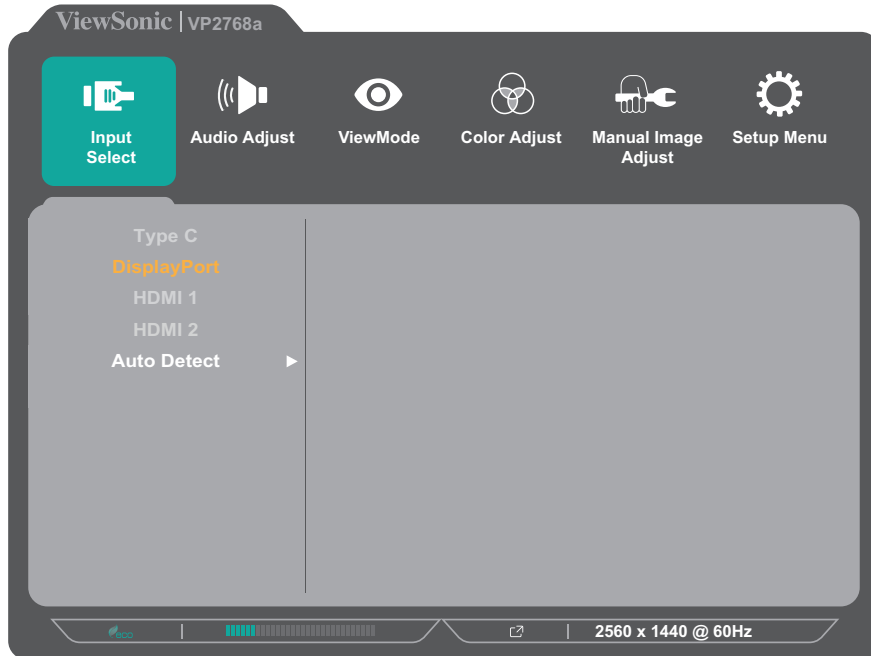 ViewSonic | VP2768a
Input Select
Audio Adjust
ViewMode
Color Adjust
Manual Image Adjust
Setup Menu
Type C
DisplayPort
HDMI 1
HDMI 2
Auto Detect
eco
2560 x 1440 @ 60Hz